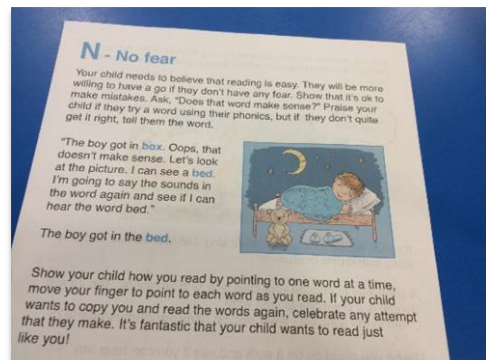 N - No fear
Your child needs to believe that reading is easy. They will be more
willing to have a go if they don't have any fear. Show that it's ok to
make mistakes. Ask, "Does that word make sense?" Praise your
child if they try a word using their phonics, but if they don't quite
get it right, tell them the word.
"The boy got in box. Oops, that
doesn't make sense. Let's look
at the picture. I can see a bed.
I'm going to say the sounds in
the word again and see if I can
hear the word bed."
The boy got in the bed.
Show your child how you read by pointing to one word at a time,
move your finger to point to each word as you read. If your child
wants to copy you and read the words again, celebrate any attempt
that they make. It's fantastic that your child wants to read just
like you!